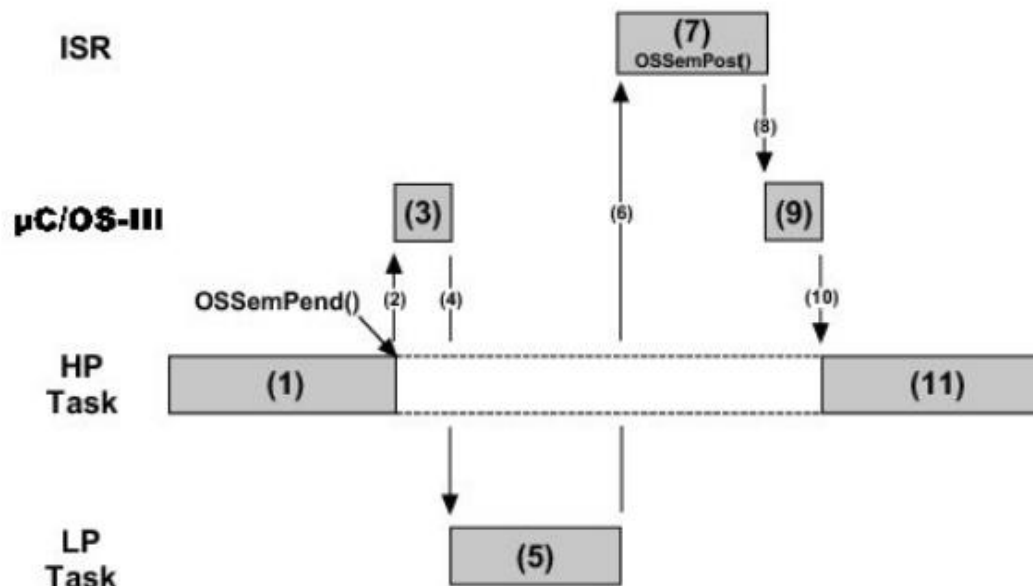 ISR
(7)
OSSemPost()
(8)
µC/OS-III
(3)
(9)
(6)
OSSemPend()
(2)
(4)
(10)
HP
Task
(1)
(11)
LP
Task
(5)